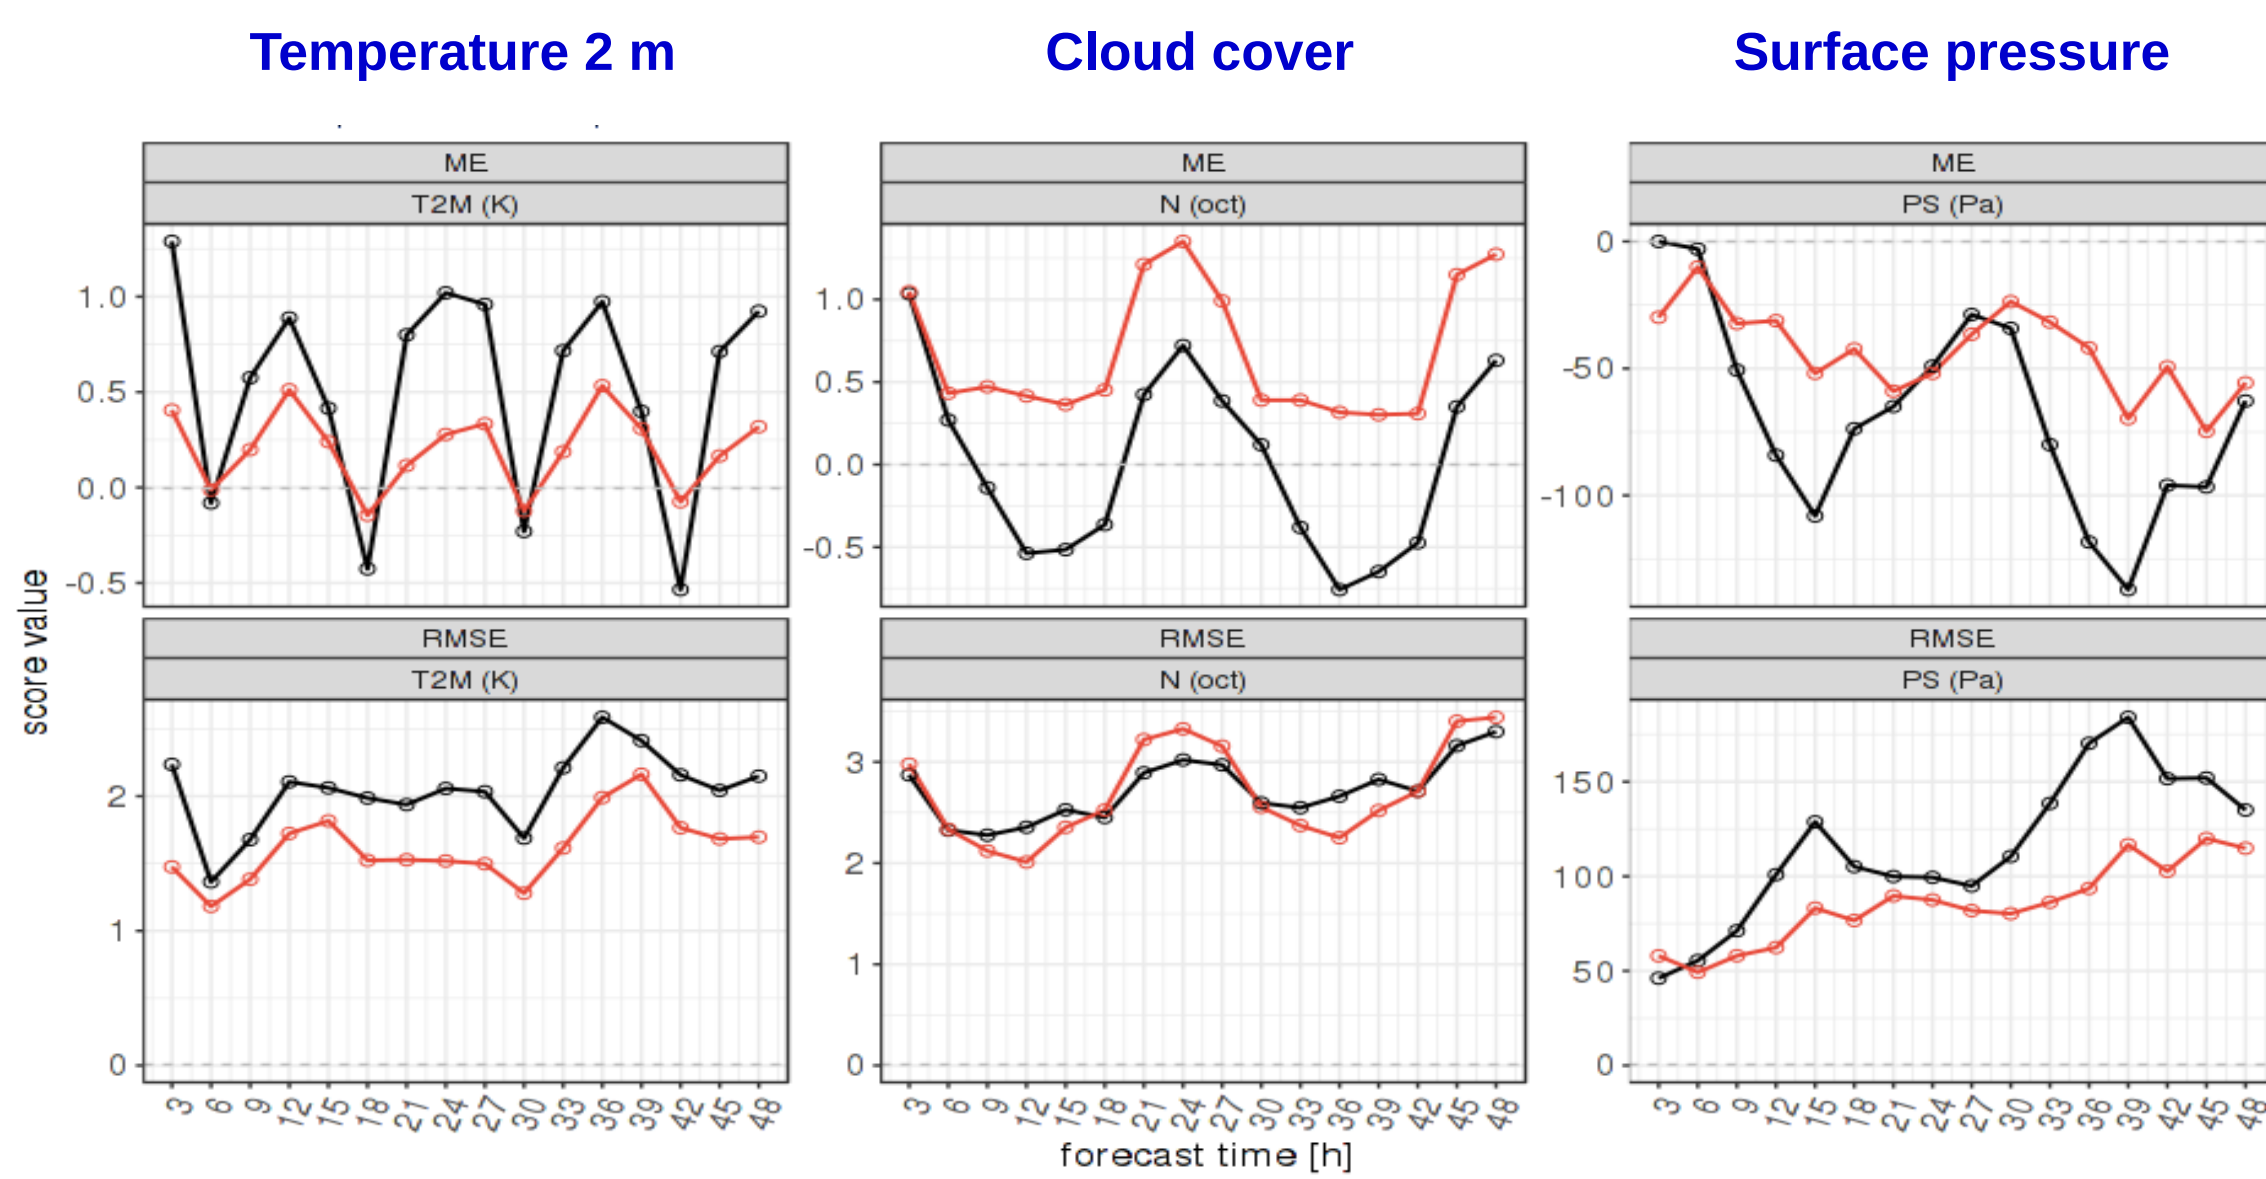 Temperature 2 m
Cloud cover
Surface pressure
ME
T2M (K)
1.0
0.5
0.0
-0.5
RMSE
T2M (K)
2
1
0
3 6 9 12 15 18 21 24 27 30 33 36 39 42 45 48
score value
ME
N (oct)
1.0
0.5
0.0
-0.5
RMSE
N (oct)
3
2
1
0
3 6 9 12 15 18 21 24 27 30 33 36 39 42 45 48
forecast time [h]
ME
PS (Pa)
0
-50
-100
RMSE
PS (Pa)
150
100
50
0
3 6 9 12 15 18 21 24 27 30 33 36 39 42 45 48